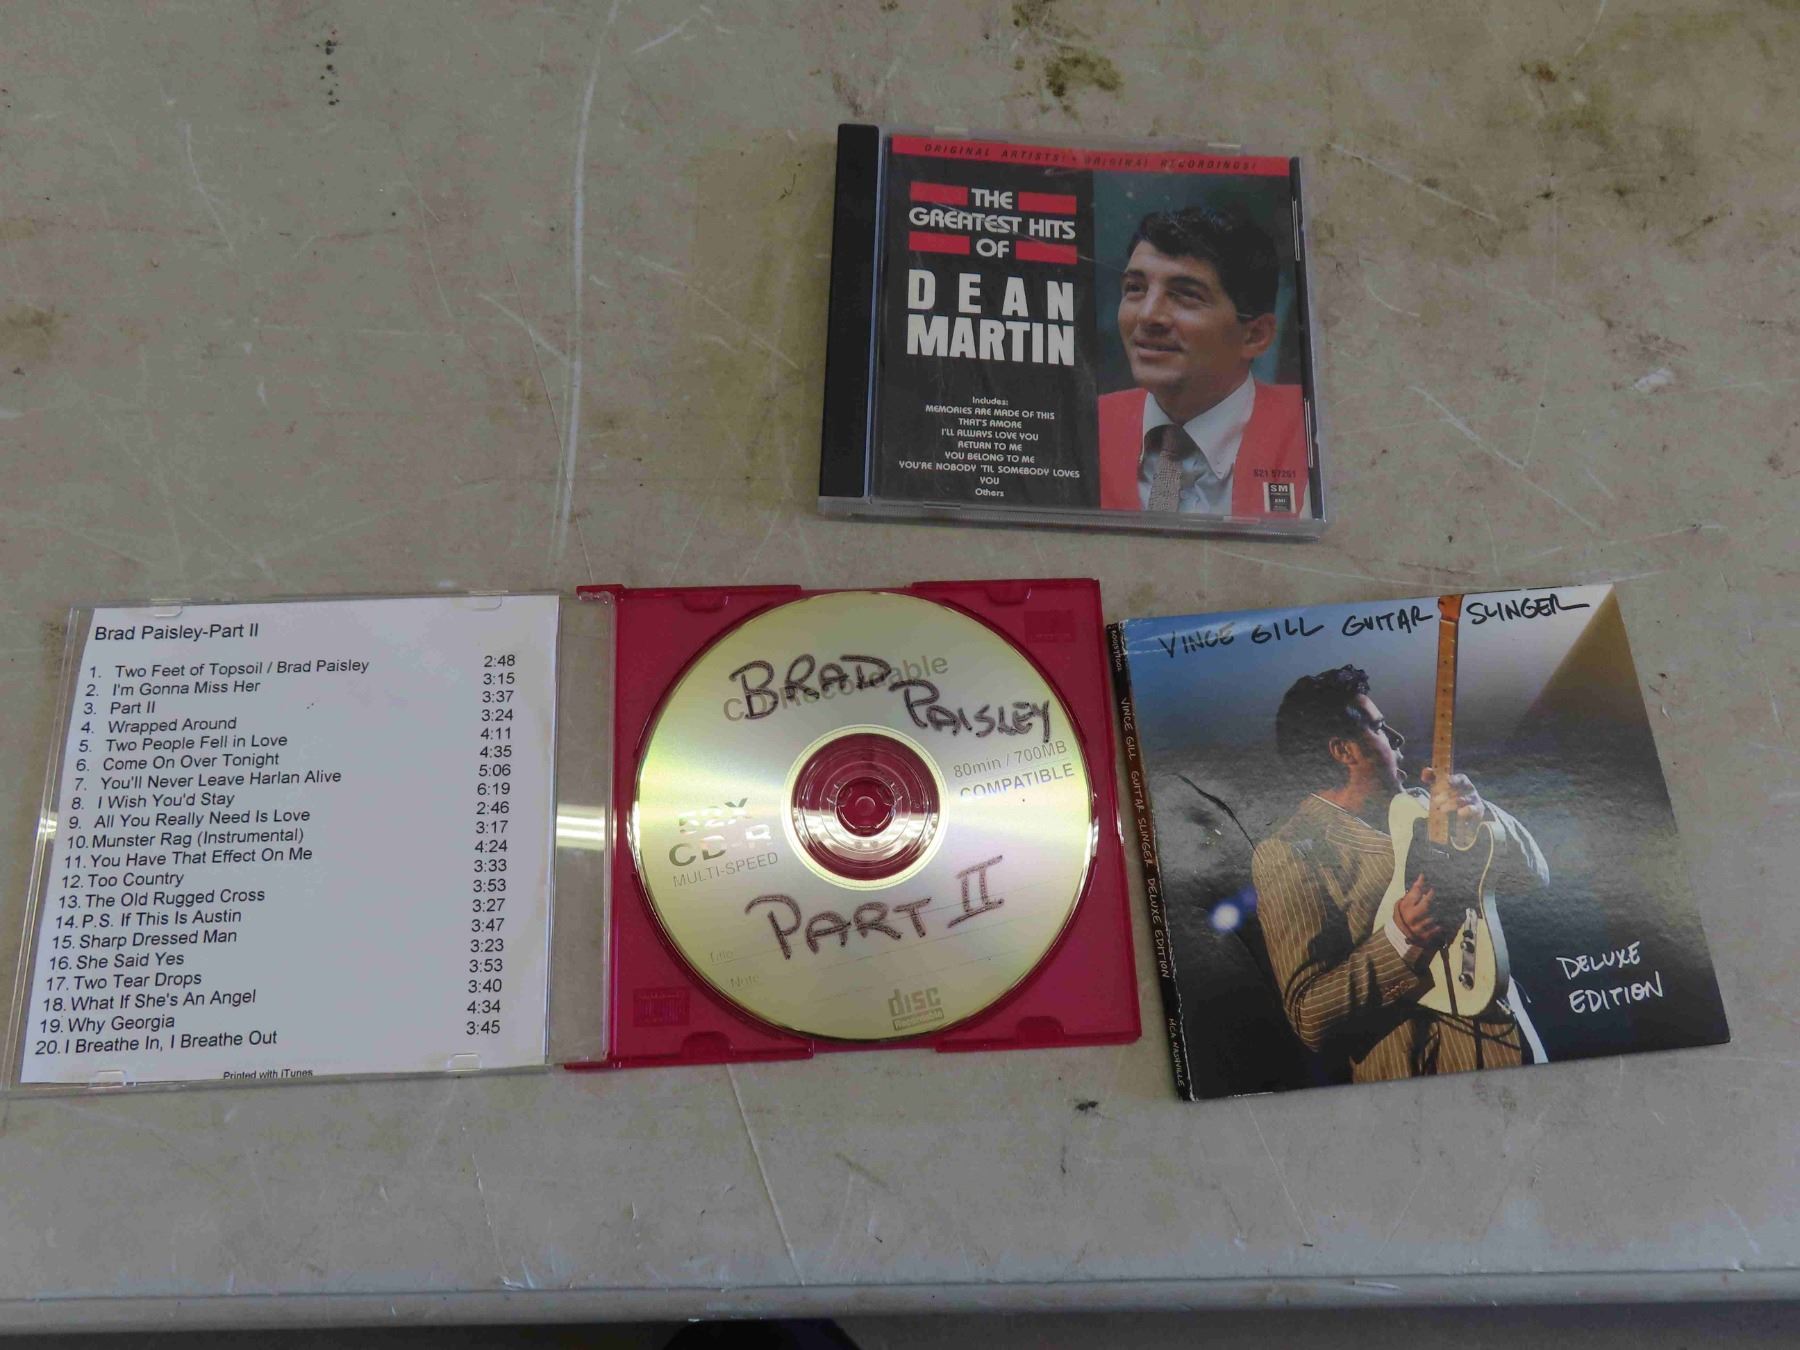 ORIGINAL ARTISTS! • ORIGINAL RECORDINGS!
THE
GREATEST HITS
OF
DEAN
MARTIN
Includes:
MEMORIES ARE MADE OF THIS
THAT'S AMORE
I'LL ALWAYS LOVE YOU
RETURN TO ME
YOU BELONG TO ME
YOU'RE NOBODY 'TIL SOMEBODY LOVES
YOU
Others
S21 57251
SM
EMI
Brad Paisley-Part II
1. Two Feet of Topsoil / Brad Paisley 2:48
2. I'm Gonna Miss Her 3:15
3. Part II 3:37
4. Wrapped Around 3:24
5. Two People Fell in Love 4:11
6. Come On Over Tonight 4:35
7. You'll Never Leave Harlan Alive 5:06
8. I Wish You'd Stay 6:19
9. All You Really Need Is Love 2:46
10. Munster Rag (Instrumental) 3:17
11. You Have That Effect On Me 4:24
12. Too Country 3:33
13. The Old Rugged Cross 3:53
14. P.S. If This Is Austin 3:27
15. Sharp Dressed Man 3:47
16. She Said Yes 3:23
17. Two Tear Drops 3:53
18. What If She's An Angel 3:40
19. Why Georgia 4:34
20. I Breathe In, I Breathe Out 3:45
Printed with iTunes
BRAD
PAISLEY
80min / 700MB
COMPATIBLE
52X
CD-R
MULTI-SPEED
PART II
Title
Note
disc
Recordable
VINCE GILL GUITAR SLINGER
DELUXE
EDITION
VINCE GILL GUITAR SLINGER DELUXE EDITION
MCA NASHVILLE